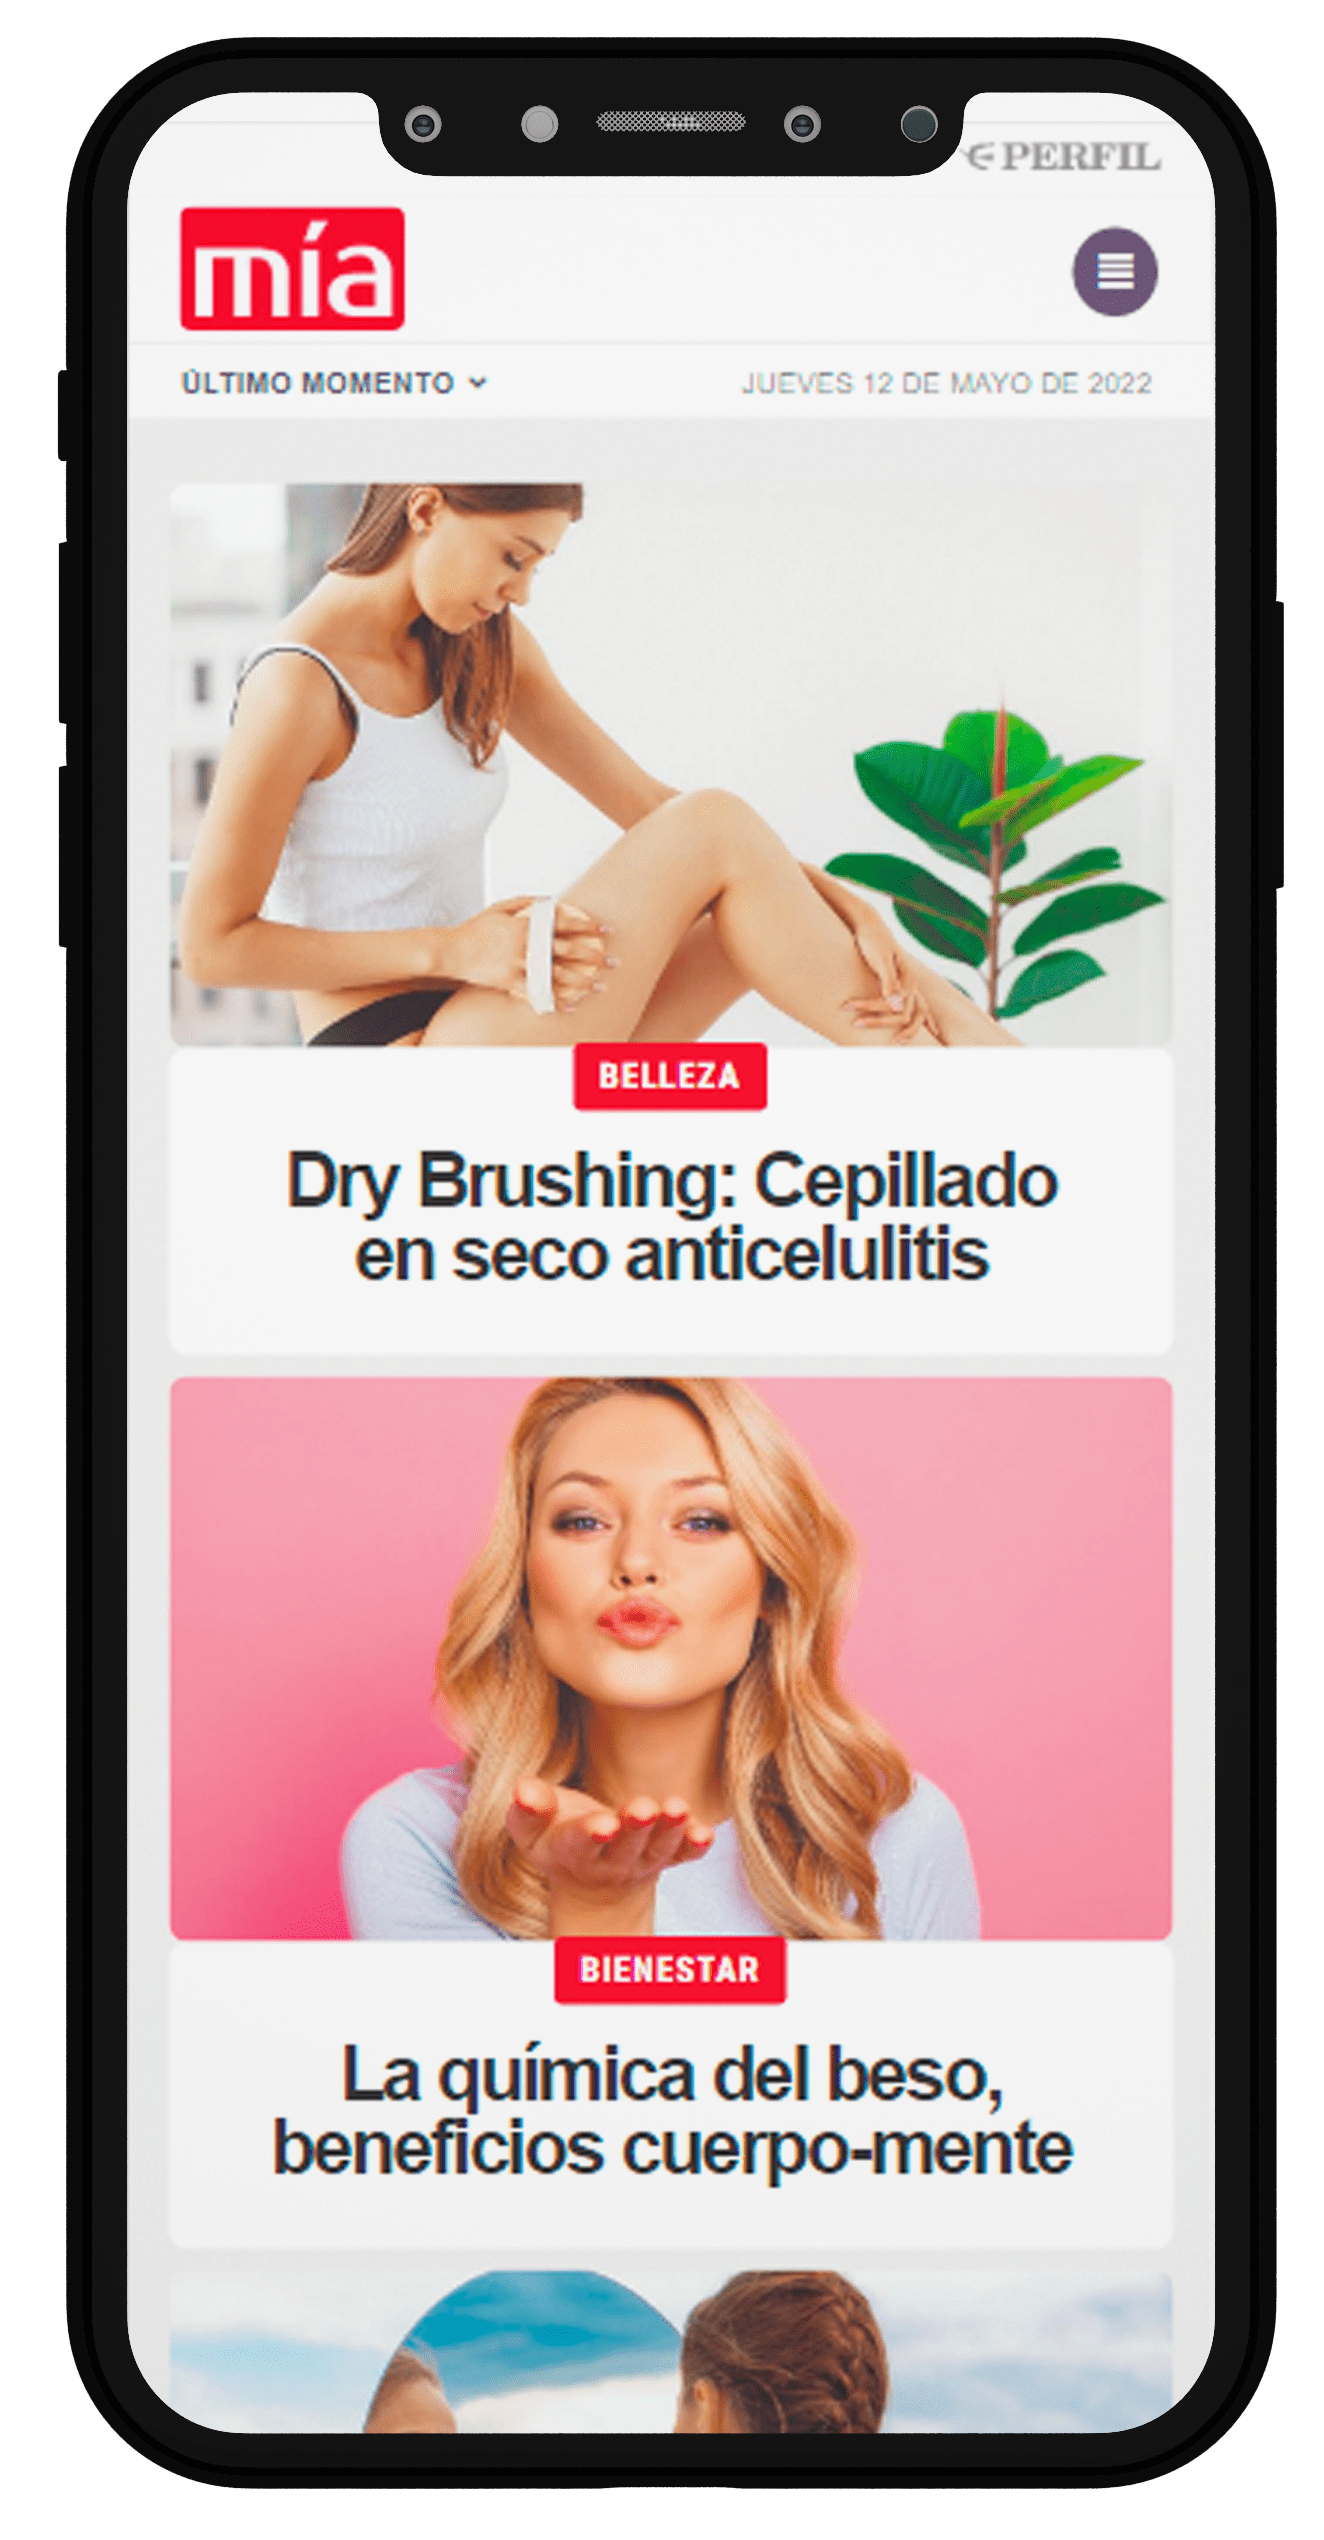 PERFIL
mía
ÚLTIMO MOMENTO
JUEVES 12 DE MAYO DE 2022
BELLEZA
Dry Brushing: Cepillado
en seco anticelulitis
BIENESTAR
La química del beso,
beneficios cuerpo-mente